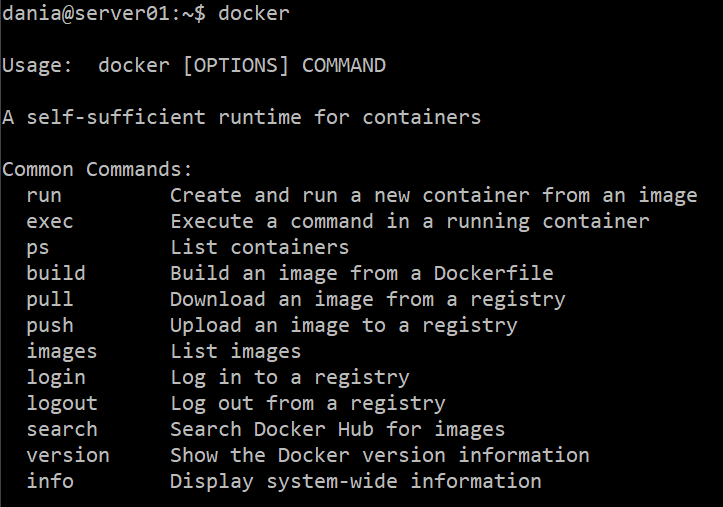 dania@server01:~$ docker
Usage:  docker [OPTIONS] COMMAND
A self-sufficient runtime for containers
Common Commands:
  run         Create and run a new container from an image
  exec        Execute a command in a running container
  ps          List containers
  build       Build an image from a Dockerfile
  pull        Download an image from a registry
  push        Upload an image to a registry
  images      List images
  login       Log in to a registry
  logout      Log out from a registry
  search      Search Docker Hub for images
  version     Show the Docker version information
  info        Display system-wide information